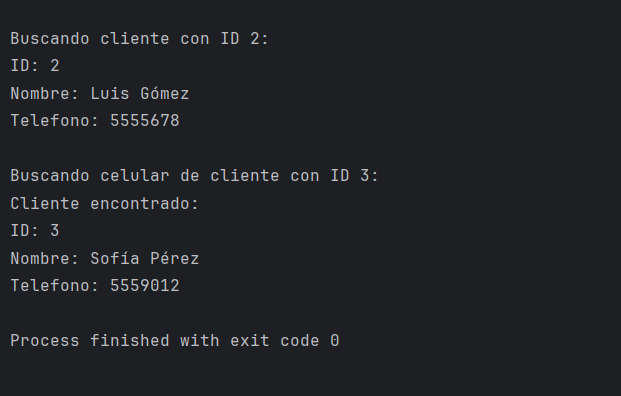 Buscando cliente con ID 2:
ID: 2
Nombre: Luis Gómez
Telefono: 5555678
Buscando celular de cliente con ID 3:
Cliente encontrado:
ID: 3
Nombre: Sofía Pérez
Telefono: 5559012
Process finished with exit code 0